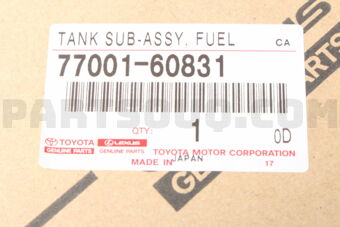 TANK SUB-ASSY, FUEL CA
77001-60831
QTY: 1 0D
TOYOTA LEXUS
GENUINE PARTS GENUINE PARTS TOYOTA MOTOR CORPORATION
MADE IN JAPAN 17
PARTSOUQ.COM
GENUINE